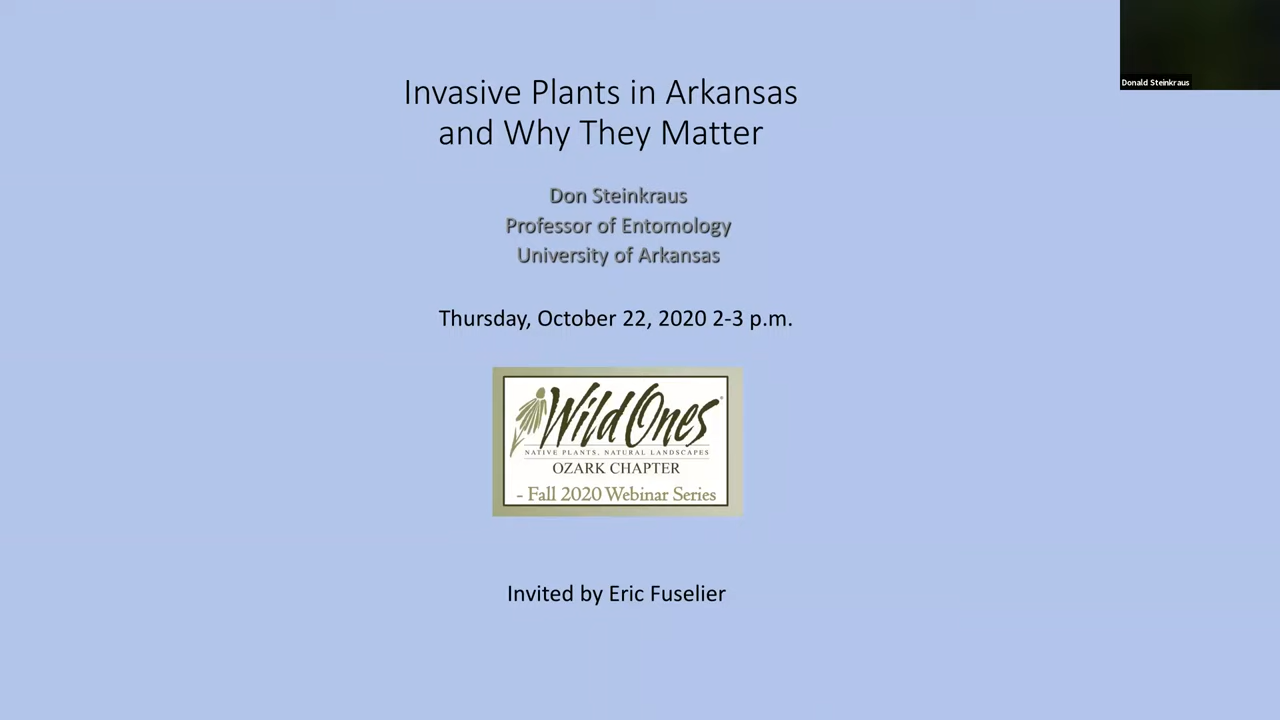 Donald Steinkraus
Invasive Plants in Arkansas
and Why They Matter
Don Steinkraus
Professor of Entomology
University of Arkansas
Thursday, October 22, 2020 2-3 p.m.
Wild Ones
NATIVE PLANTS, NATURAL LANDSCAPES
OZARK CHAPTER
- Fall 2020 Webinar Series
Invited by Eric Fuselier